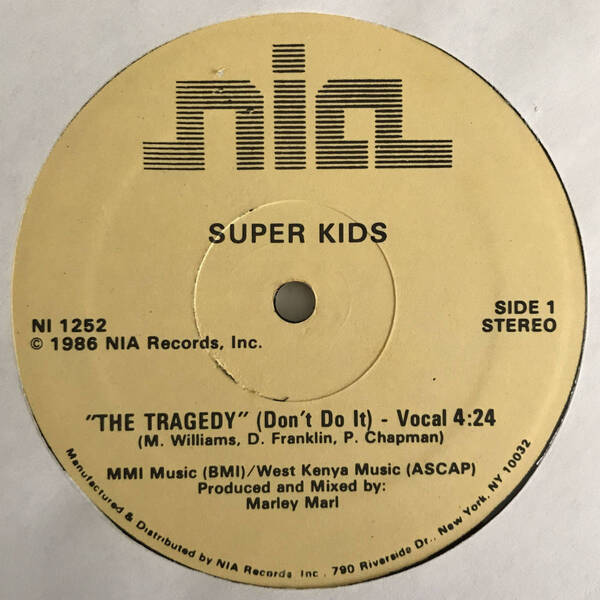 nia
SUPER KIDS
NI 1252
© 1986 NIA Records, Inc.
SIDE 1
STEREO
"THE TRAGEDY" (Don't Do It) - Vocal 4:24
(M. Williams, D. Franklin, P. Chapman)
MMI Music (BMI)/West Kenya Music (ASCAP)
Produced and Mixed by:
Marley Marl
Manufactured & Distributed by NIA Records Inc. 790 Riverside Dr., New York, NY 10032